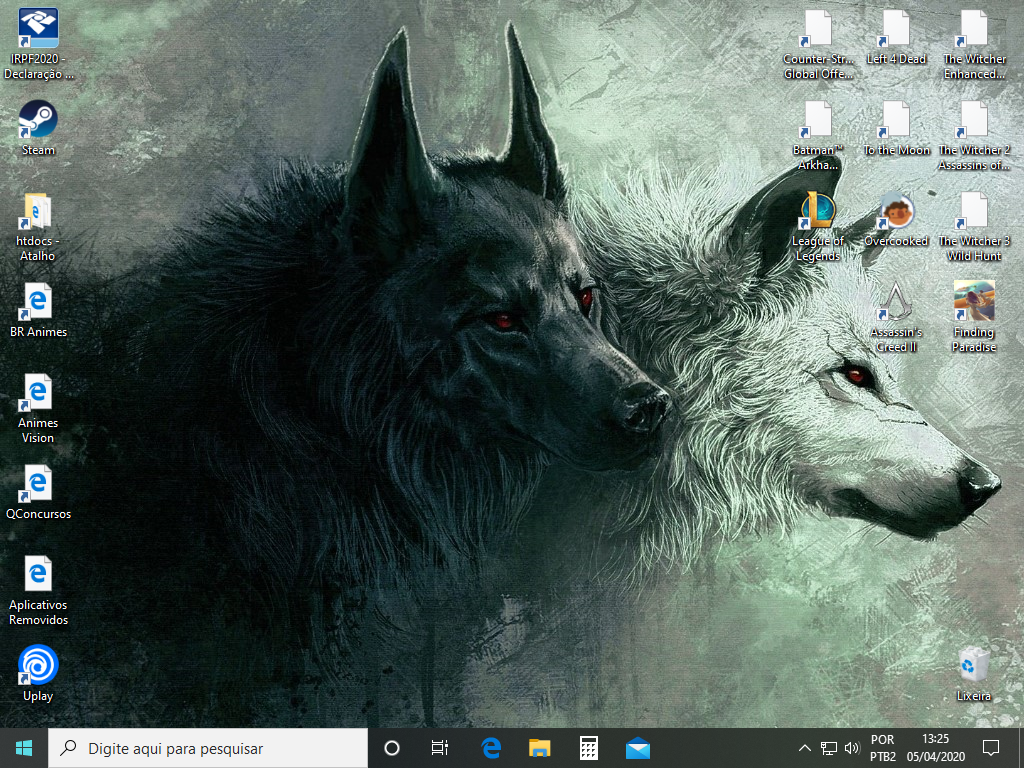 IRPF2020 -
Declaração ...
Steam
htdocs -
Atalho
BR Animes
Animes
Vision
QConcursos
Aplicativos
Removidos
Uplay
Counter-Str...
Global Offe...
Left 4 Dead
The Witcher
Enhanced...
Batman™
Arkha...
To the Moon
The Witcher 2
Assassins of...
League of
Legends
Overcooked
The Witcher 3
Wild Hunt
Assassin's
Creed II
Finding
Paradise
Lixeira
Digite aqui para pesquisar
POR
PTB2
13:25
05/04/2020